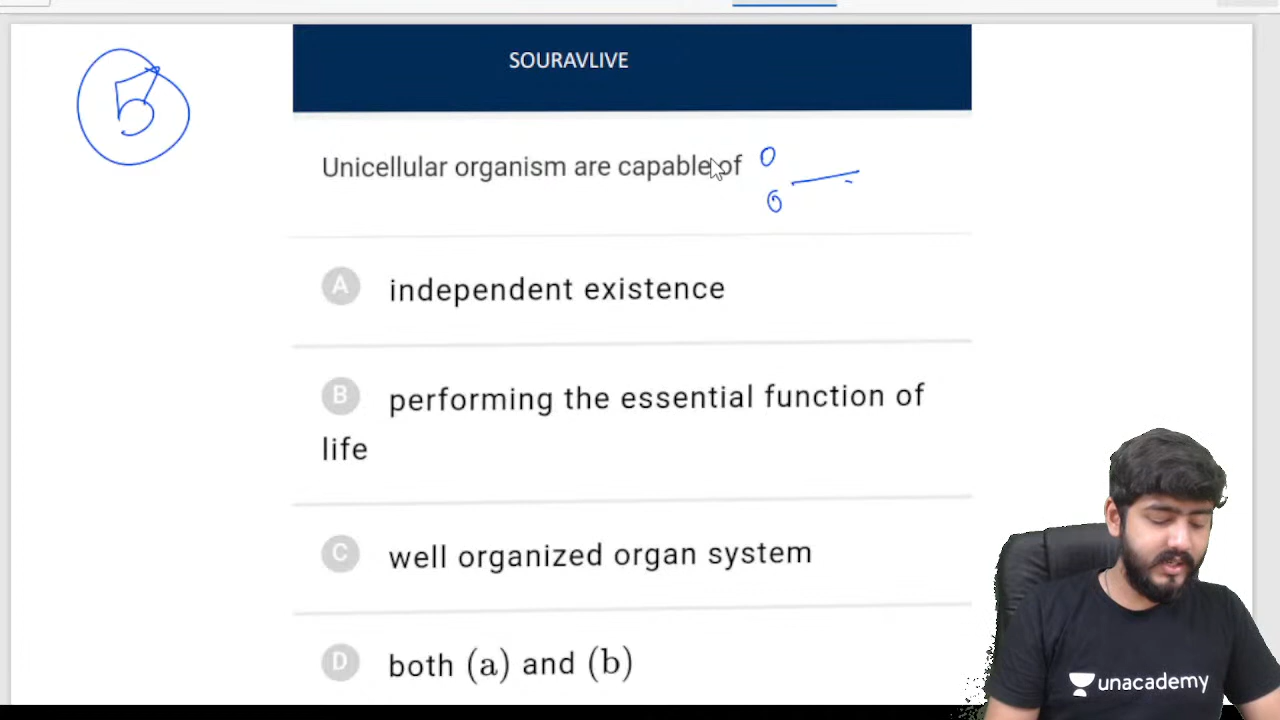 5
SOURAVLIVE
Unicellular organism are capable of
A independent existence
B performing the essential function of
life
C well organized organ system
D both (a) and (b)
unacademy